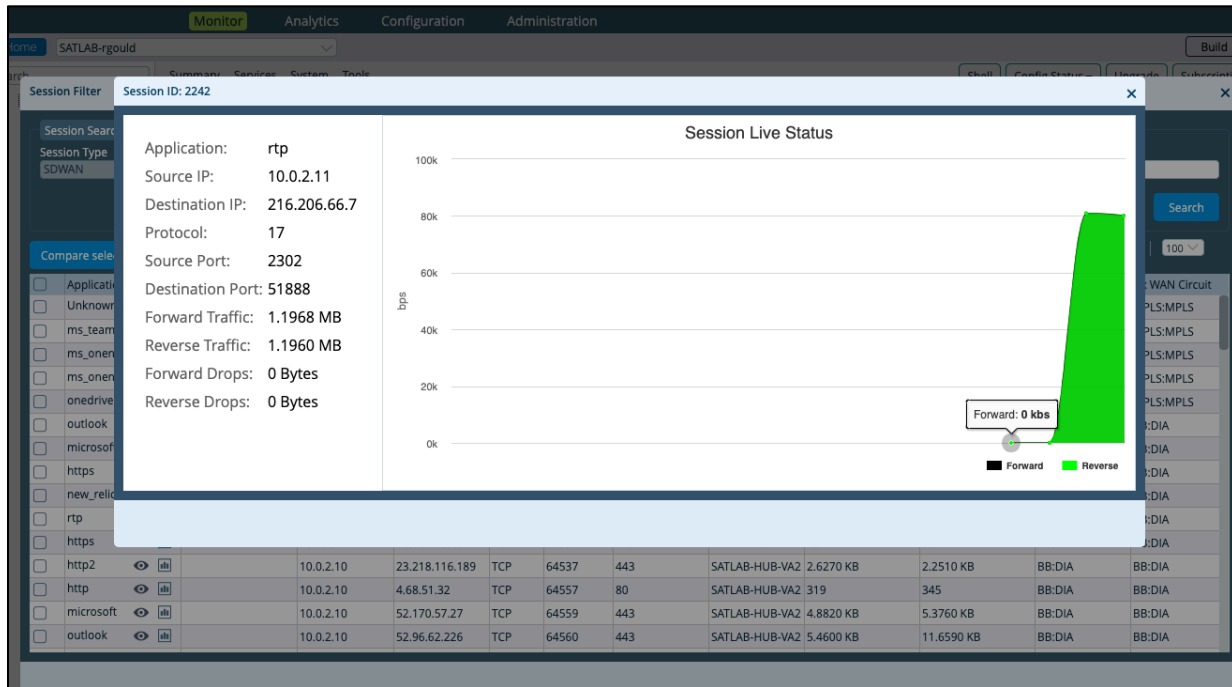 Monitor Analytics Configuration Administration
Home SATLAB-rgould Build
Summary Services System Tools Shell Config Status Upgrade Subscripti
Session Filter Session ID: 2242
Session Searc
Session Type
SDWAN
Search
Compare sele 100
Application: rtp
Source IP: 10.0.2.11
Destination IP: 216.206.66.7
Protocol: 17
Source Port: 2302
Destination Port: 51888
Forward Traffic: 1.1968 MB
Reverse Traffic: 1.1960 MB
Forward Drops: 0 Bytes
Reverse Drops: 0 Bytes
Session Live Status
100k
80k
60k
40k
20k
0k
bps
Forward: 0 kbs
Forward Reverse
Applicati WAN Circuit
Unknown PLS:MPLS
ms_team PLS:MPLS
ms_onen PLS:MPLS
ms_onen PLS:MPLS
onedrive PLS:MPLS
outlook :DIA
microsof :DIA
https :DIA
new_relic :DIA
rtp :DIA
https :DIA
http2 10.0.2.10 23.218.116.189 TCP 64537 443 SATLAB-HUB-VA2 2.6270 KB 2.2510 KB BB:DIA BB:DIA
http 10.0.2.10 4.68.51.32 TCP 64557 80 SATLAB-HUB-VA2 319 345 BB:DIA BB:DIA
microsoft 10.0.2.10 52.170.57.27 TCP 64559 443 SATLAB-HUB-VA2 4.8820 KB 5.3760 KB BB:DIA BB:DIA
outlook 10.0.2.10 52.96.62.226 TCP 64560 443 SATLAB-HUB-VA2 5.4600 KB 11.6590 KB BB:DIA BB:DIA